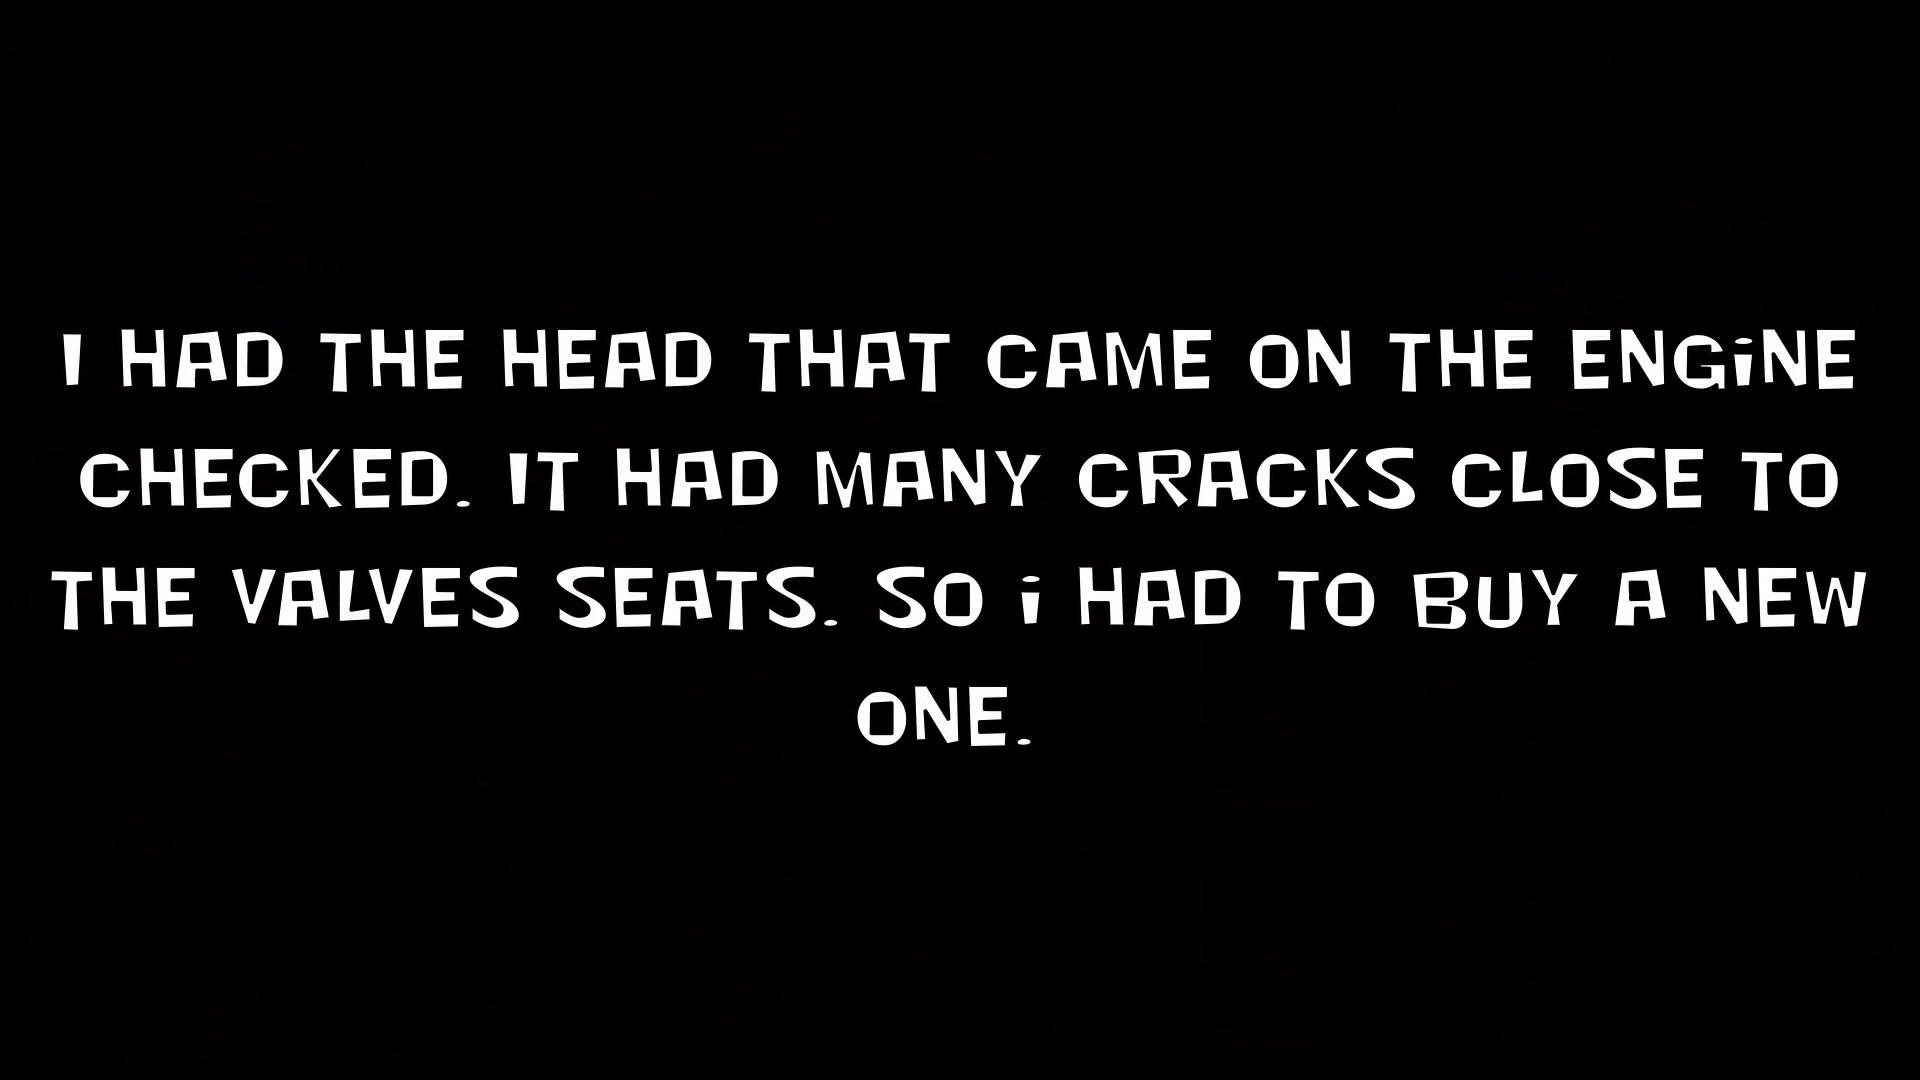 I HAD THE HEAD THAT CAME ON THE ENGiNE
CHECKED. IT HAD MANY CRACKS CLOSE TO
THE VALVES SEATS. SO i HAD TO BUY A NEW
ONE.